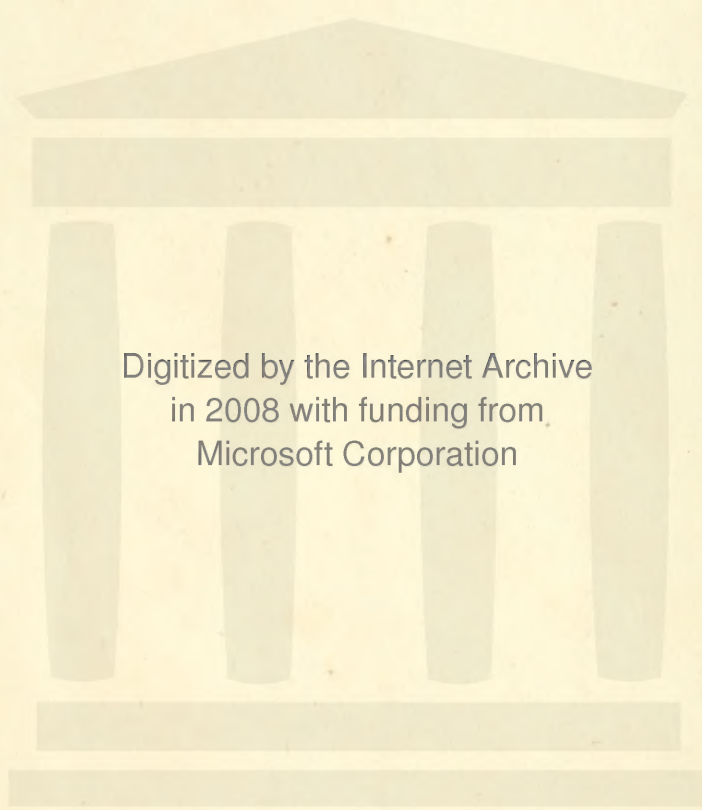 Digitized by the Internet Archive
in 2008 with funding from
Microsoft Corporation